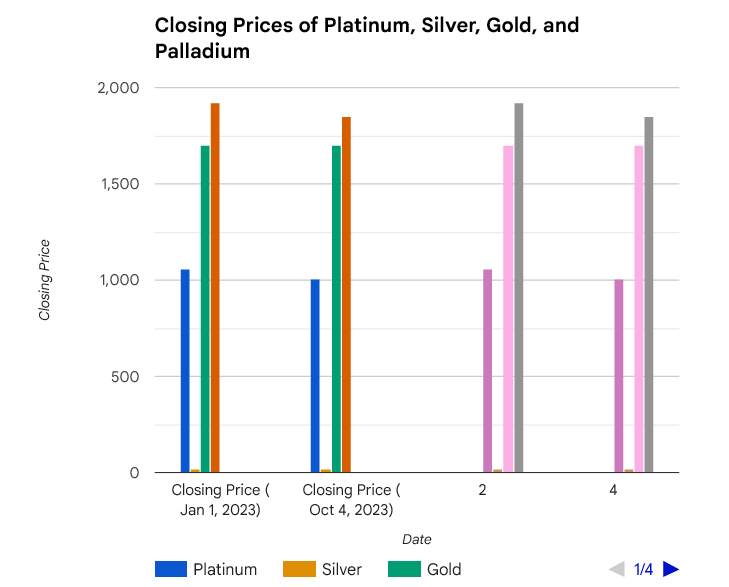 Closing Prices of Platinum, Silver, Gold, and
Palladium
2,000
1,500
1,000
500
0
Closing Price
Closing Price (
Jan 1, 2023)
Closing Price (
Oct 4, 2023)
2
4
Date
Platinum
Silver
Gold
1/4